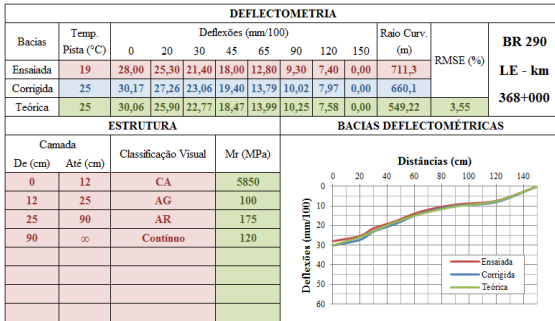 DEFLECTOMETRIA
Bacias Temp. Pista (°C) Deflexões (mm/100) Raio Curv. (m) RMSE (%) BR 290 LE - km 368+000
0 20 30 45 65 90 120 150
Ensaiada 19 28,00 25,30 21,40 18,00 12,80 9,30 7,40 0,00 711,3
Corrigida 25 30,17 27,26 23,06 19,40 13,79 10,02 7,97 0,00 660,1
Teórica 25 30,06 25,90 22,77 18,47 13,99 10,25 7,58 0,00 549,22 3,55
ESTRUTURA
Camada Classificação Visual Mr (MPa)
De (cm) Até (cm)
0 12 CA 5850
12 25 AG 100
25 90 AR 175
90 ∞ Contínuo 120
BACIAS DEFLECTOMÉTRICAS
Distâncias (cm)
0 20 40 60 80 100 120 140
Deflexões (mm/100)
0
10
20
30
40
50
60
Ensaiada
Corrigida
Teórica